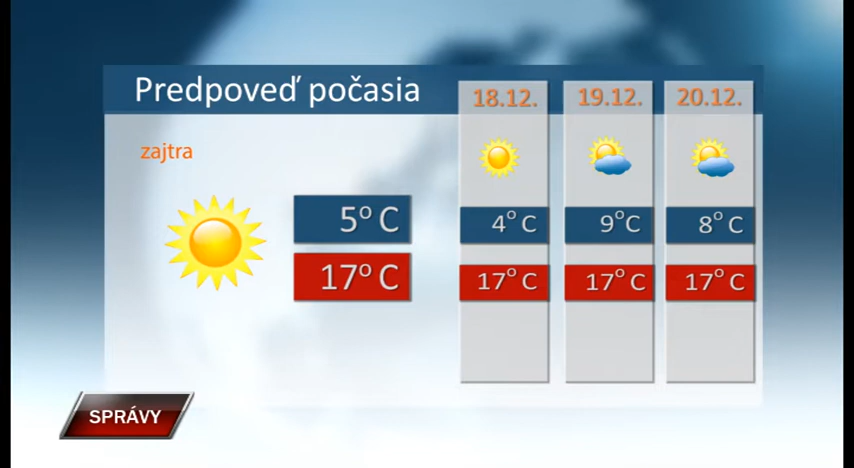 Predpoveď počasia
zajtra
5° C
17° C
18.12.
4° C
17° C
19.12.
9°C
17° C
20.12.
8° C
17° C
SPRÁVY